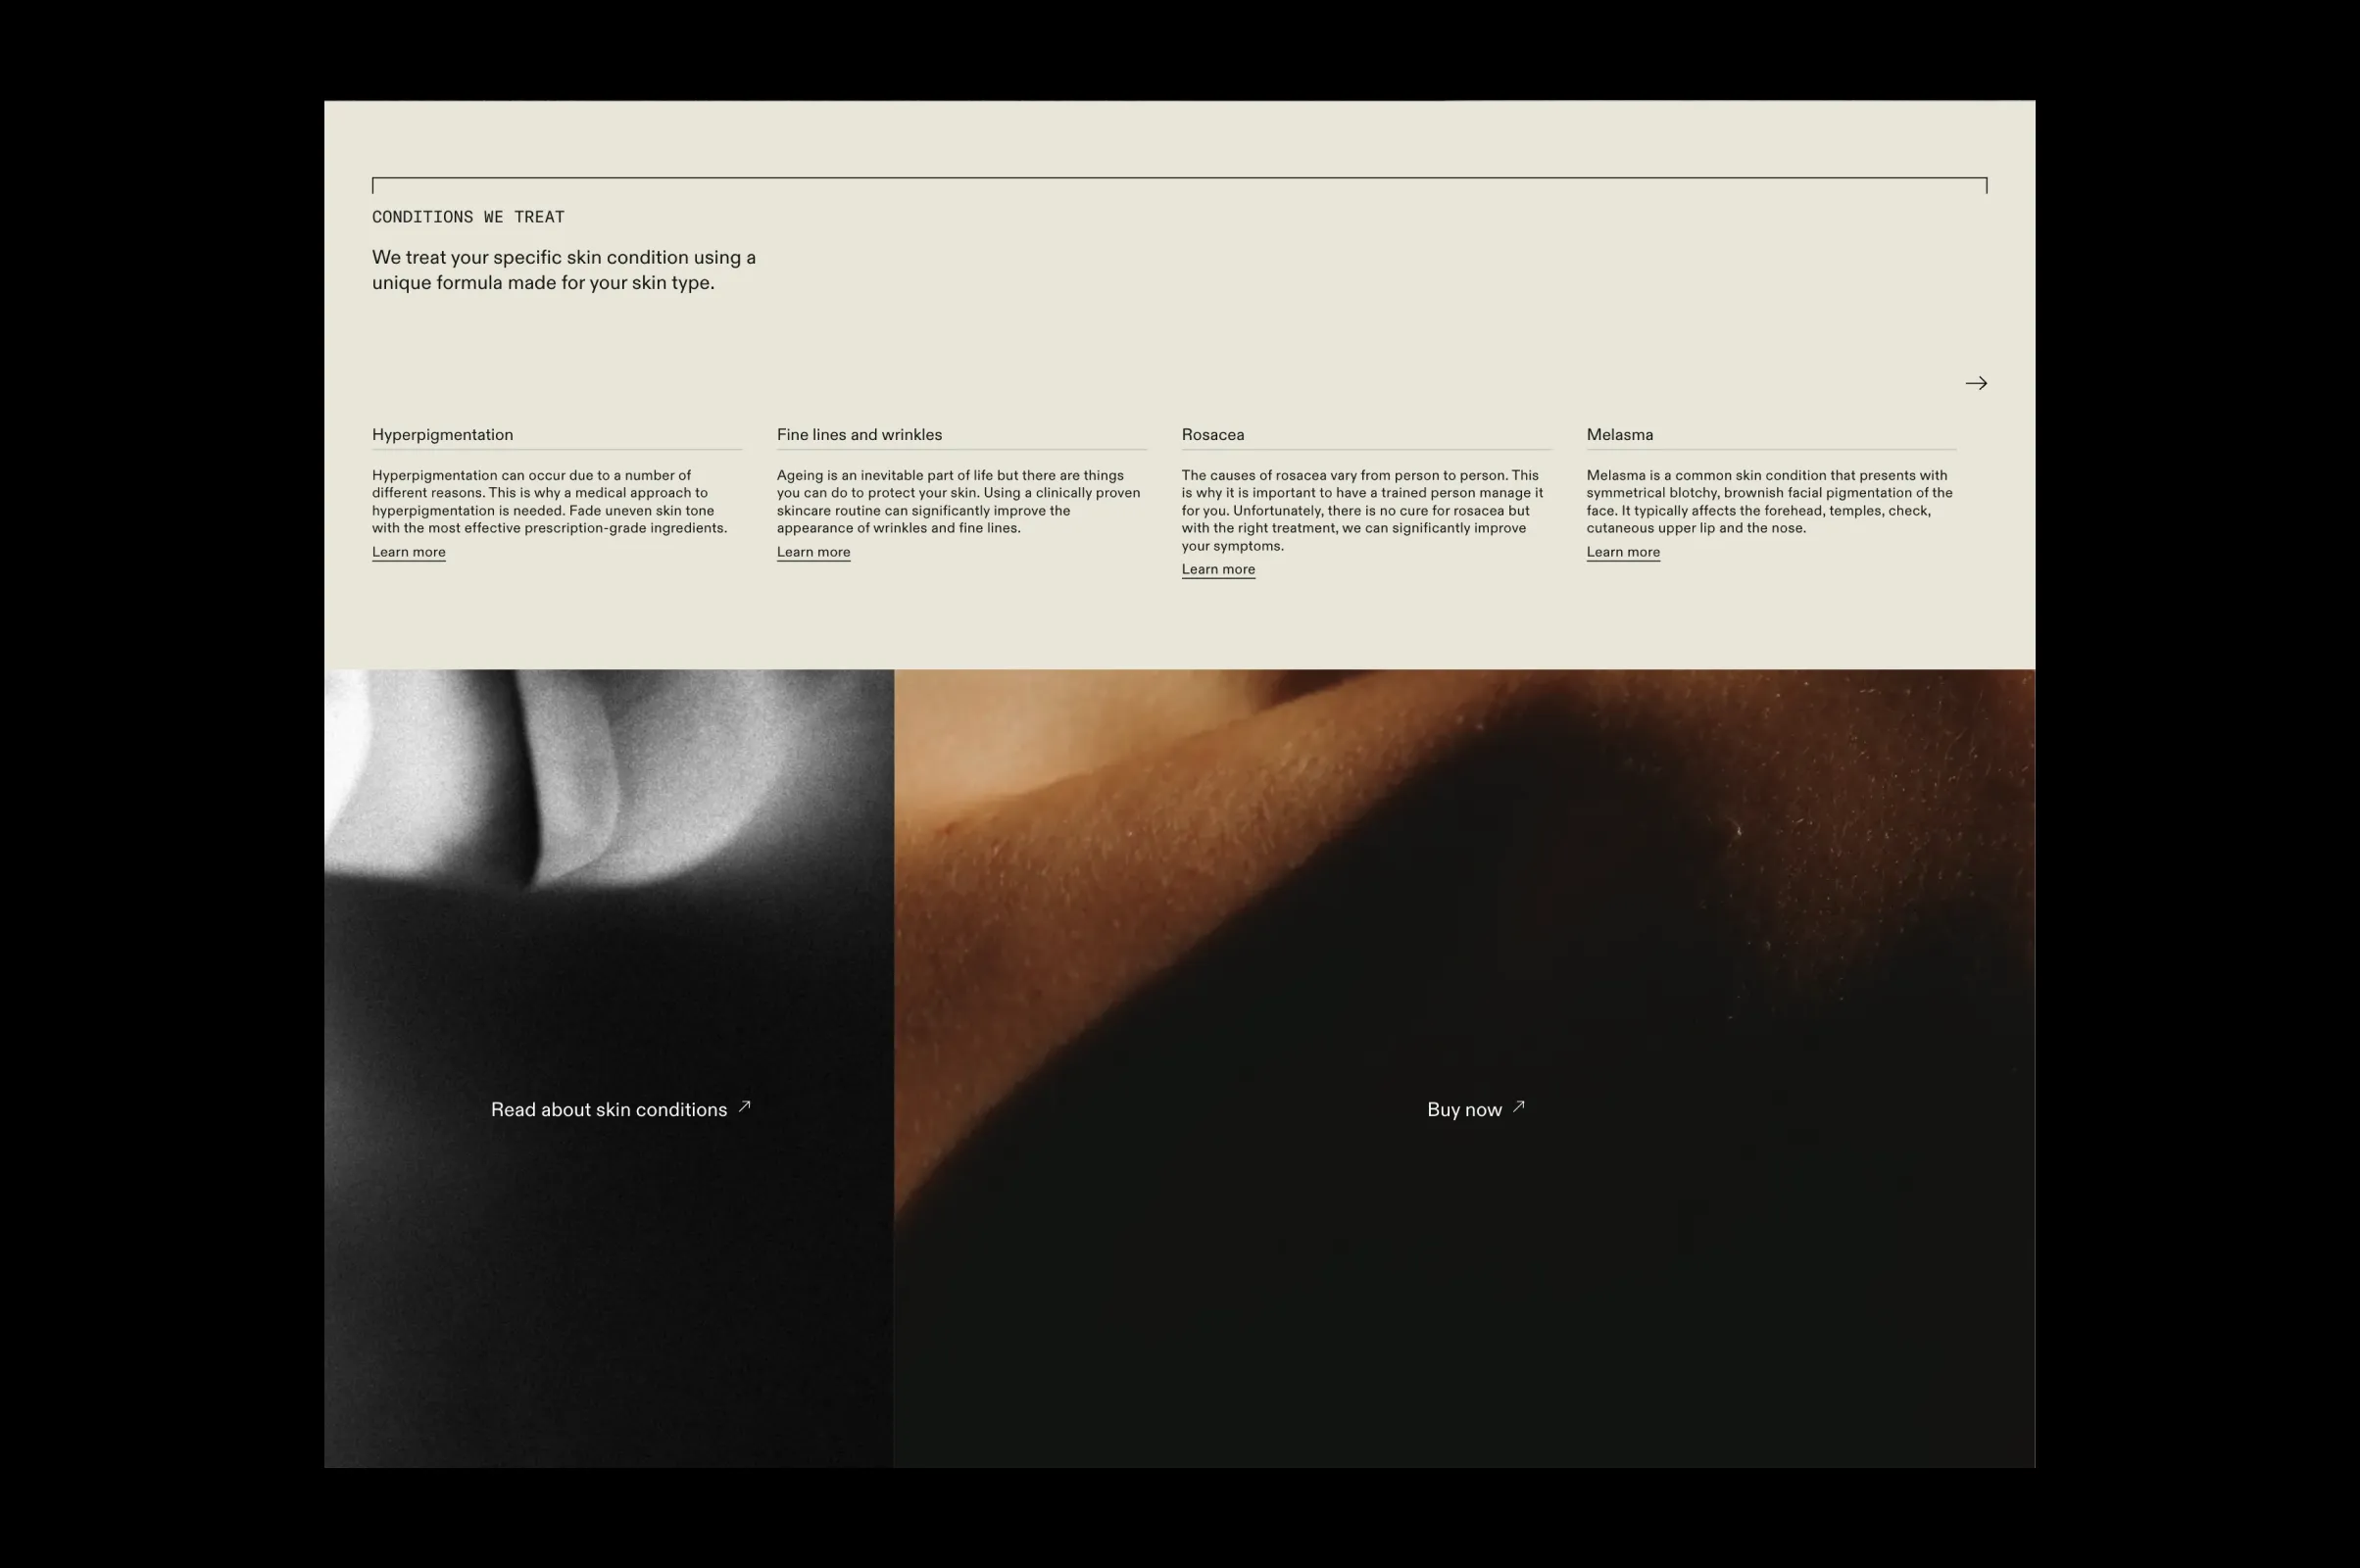 CONDITIONS WE TREAT
We treat your specific skin condition using a
unique formula made for your skin type.
Hyperpigmentation
Hyperpigmentation can occur due to a number of
different reasons. This is why a medical approach to
hyperpigmentation is needed. Fade uneven skin tone
with the most effective prescription-grade ingredients.
Learn more
Fine lines and wrinkles
Ageing is an inevitable part of life but there are things
you can do to protect your skin. Using a clinically proven
skincare routine can significantly improve the
appearance of wrinkles and fine lines.
Learn more
Rosacea
The causes of rosacea vary from person to person. This
is why it is important to have a trained person manage it
for you. Unfortunately, there is no cure for rosacea but
with the right treatment, we can significantly improve
your symptoms.
Learn more
Melasma
Melasma is a common skin condition that presents with
symmetrical blotchy, brownish facial pigmentation of the
face. It typically affects the forehead, temples, check,
cutaneous upper lip and the nose.
Learn more
Read about skin conditions
Buy now